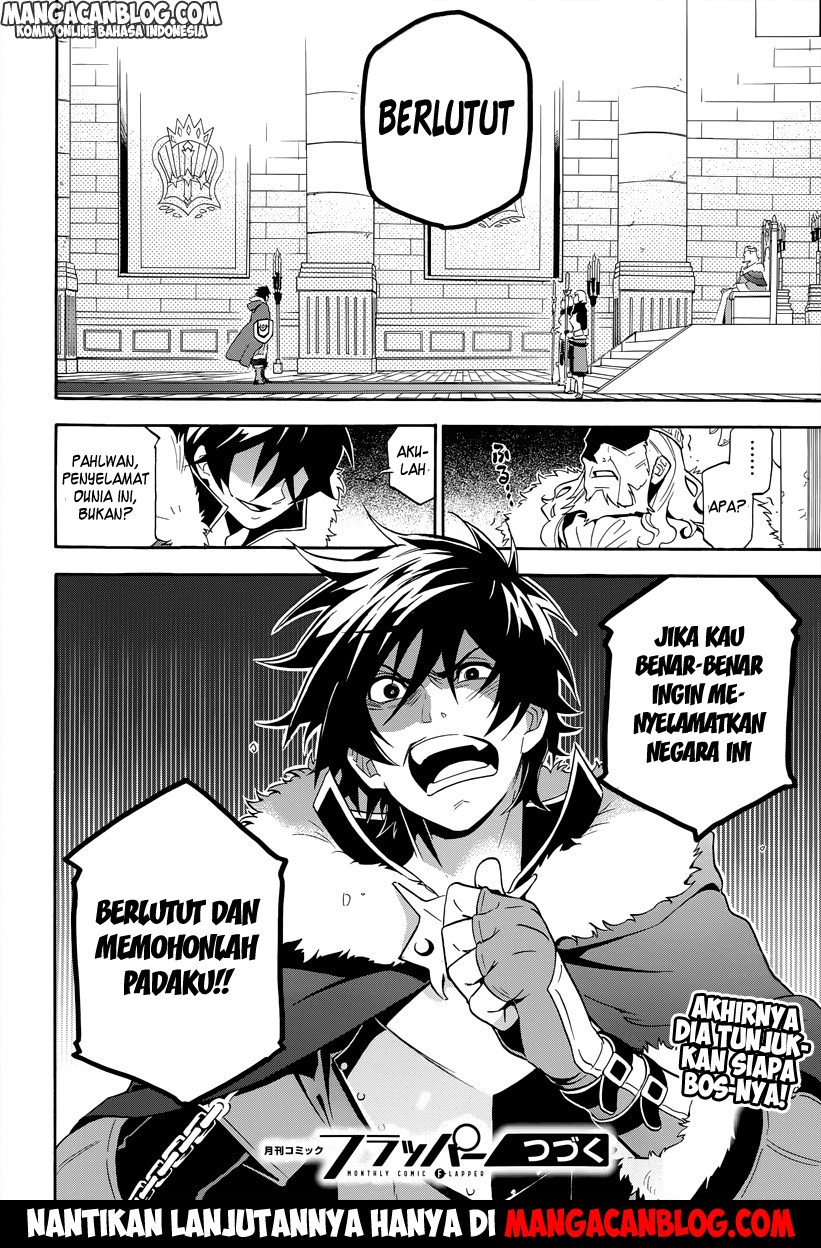 MANGACANBLOG.COM
KOMIK ONLINE BAHASA INDONESIA
BERLUTUT
……
APA?
ふる…
AKU-
LAH
PAHLWAN,
PENYELAMAT
DUNIA INI,
BUKAN?
JIKA KAU
BENAR-BENAR
INGIN ME-
NYELAMATKAN
NEGARA INI
BERLUTUT DAN
MEMOHONLAH
PADAKU!!
AKHIRNYA
DIA TUNJUK-
KAN SIAPA
BOS-NYA!
月刊コミック
フラッパー
つづく
MONTHLY COMIC FLAPPER
NANTIKAN LANJUTANNYA HANYA DI MANGACANBLOG.COM